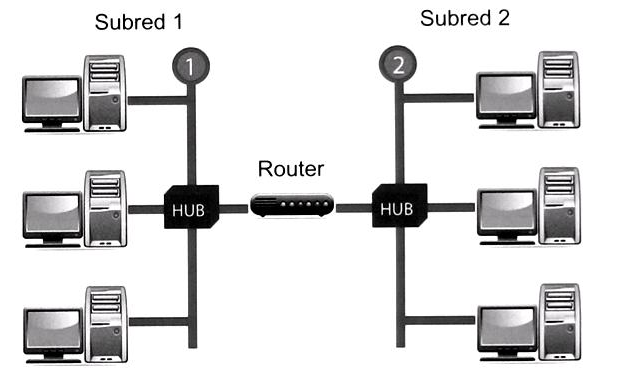 Subred 1
Subred 2
1
2
Router
HUB
HUB